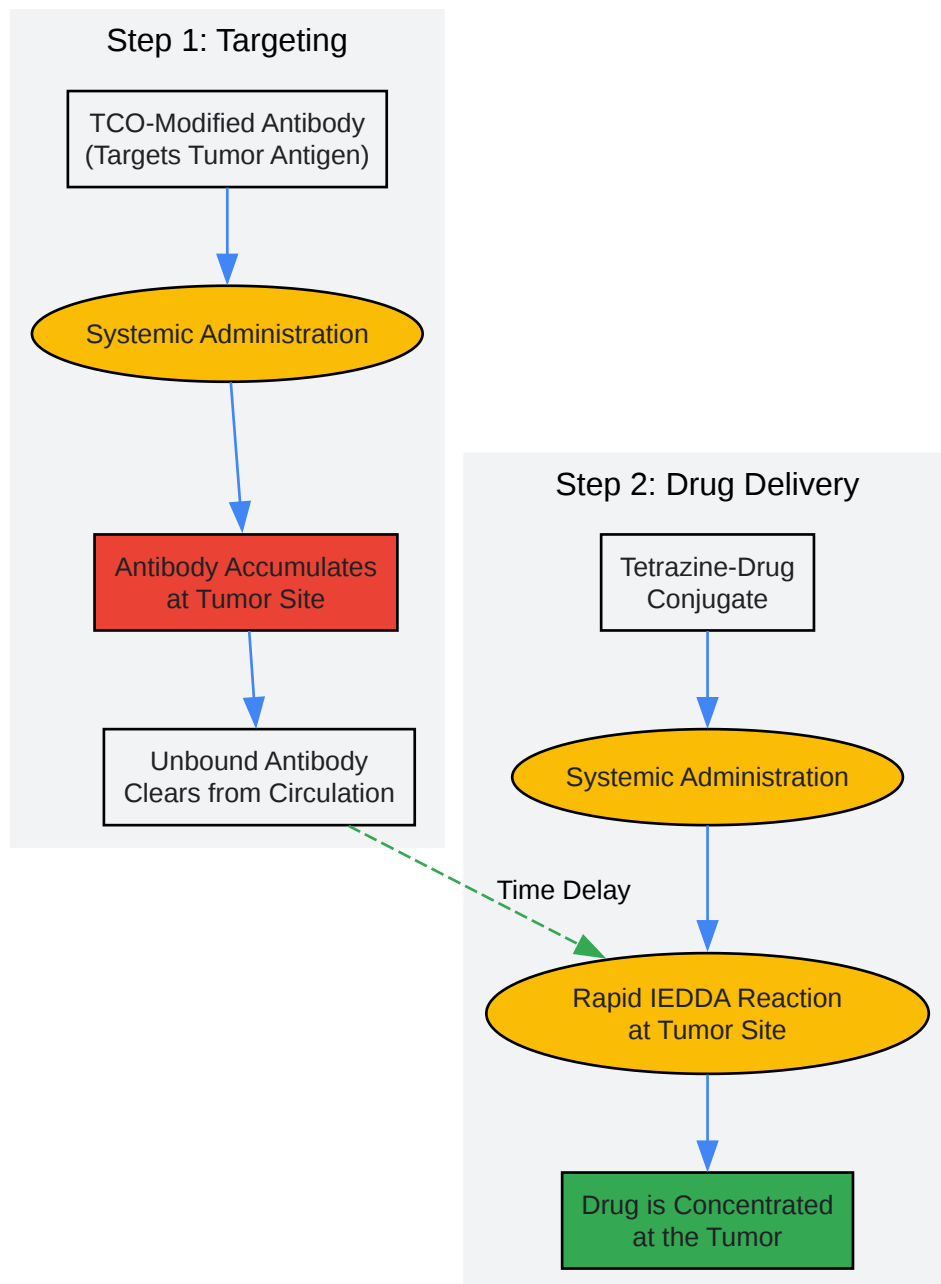 Step 1: Targeting
TCO-Modified Antibody
(Targets Tumor Antigen)
Systemic Administration
Antibody Accumulates
at Tumor Site
Unbound Antibody
Clears from Circulation
Time Delay
Step 2: Drug Delivery
Tetrazine-Drug
Conjugate
Systemic Administration
Rapid IEDDA Reaction
at Tumor Site
Drug is Concentrated
at the Tumor